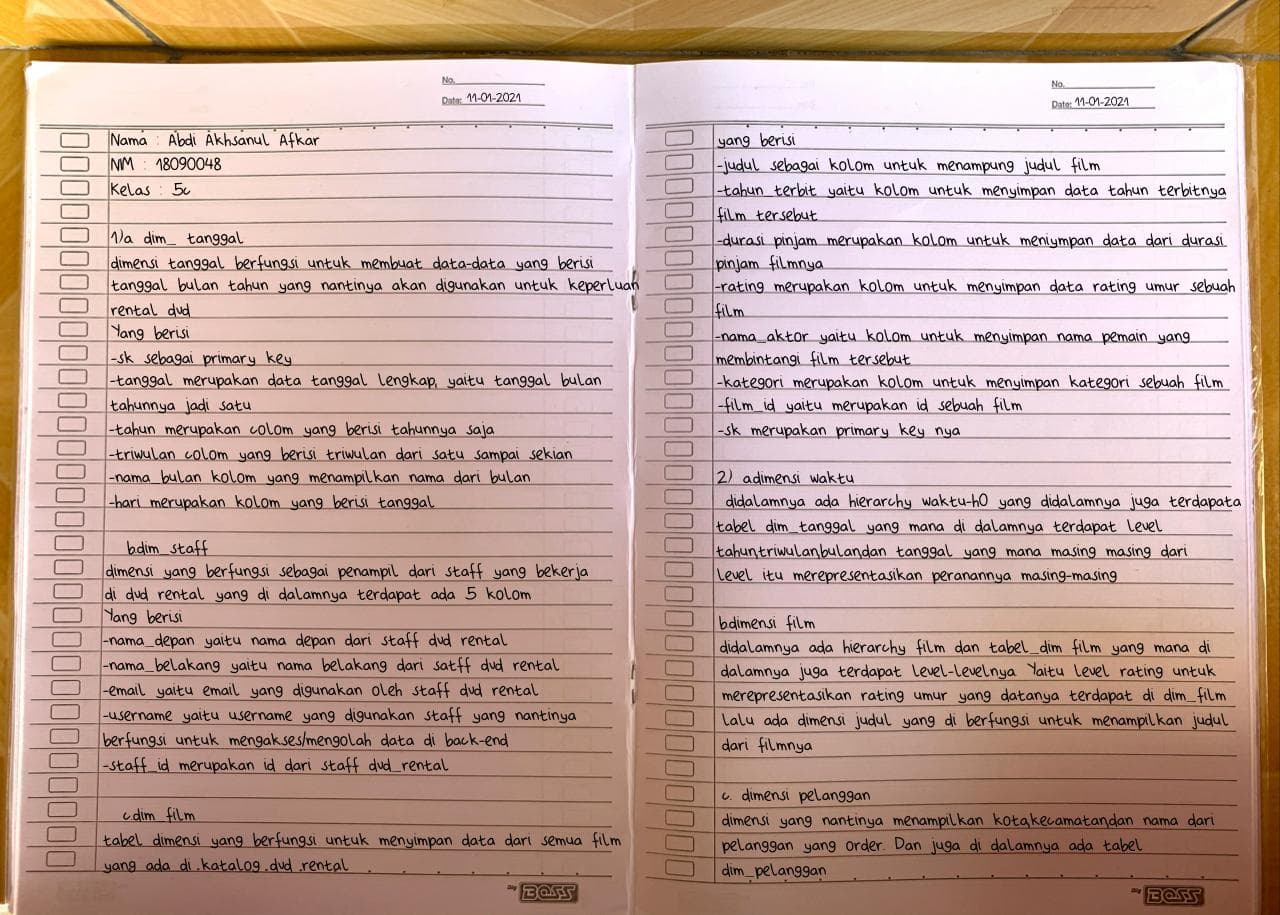 No.
Date: 11-01-2021
Nama : Abdi Akhsanul Afkar
NM : 18090048
Kelas : 5c
1)a dim_ tanggal
dimensi tanggal berfungsi untuk membuat data-data yang berisi
tanggal bulan tahun yang nantinya akan digunakan untuk keperluan
rental dvd
Yang berisi
-sk sebagai primary key
-tanggal merupakan data tanggal lengkap, yaitu tanggal bulan
tahunnya jadi satu
-tahun merupakan colom yang berisi tahunnya saja
-triwulan colom yang berisi triwulan dari satu sampai sekian
-nama_bulan kolom yang menampilkan nama dari bulan
-hari merupakan kolom yang berisi tanggal
b.dim_staff
dimensi yang berfungsi sebagai penampil dari staff yang bekerja
di dvd rental yang di dalamnya terdapat ada 5 kolom
Yang berisi
-nama_depan yaitu nama depan dari staff dvd rental
-nama_belakang yaitu nama belakang dari satff dvd rental
-email yaitu email yang digunakan oleh staff dvd rental
-username yaitu username yang digunakan staff yang nantinya
berfungsi untuk mengakses/mengolah data di back-end
-staff_id merupakan id dari staff dvd_rental
c.dim_film
tabel dimensi yang berfungsi untuk menyimpan data dari semua film
yang ada di katalog dvd rental
Big BOSS
No.
Date: 11-01-2021
yang berisi
-judul sebagai kolom untuk menampung judul film
-tahun_terbit yaitu kolom untuk menyimpan data tahun terbitnya
film tersebut
-durasi pinjam merupakan kolom untuk meniympan data dari durasi
pinjam filmnya
-rating merupakan kolom untuk menyimpan data rating umur sebuah
film
-nama_aktor yaitu kolom untuk menyimpan nama pemain yang
membintangi film tersebut
-kategori merupakan kolom untuk menyimpan kategori sebuah film
-film_id yaitu merupakan id sebuah film
-sk merupakan primary key nya
2) a.dimensi waktu
didalamnya ada hierarchy waktu-h0 yang didalamnya juga terdapata
tabel dim_tanggal yang mana di dalamnya terdapat level
tahun,triwulan,bulan,dan tanggal yang mana masing masing dari
level itu merepresentasikan peranannya masing-masing
b.dimensi film
didalamnya ada hierarchy film dan tabel_dim film yang mana di
dalamnya juga terdapat level-levelnya Yaitu level rating untuk
merepresentasikan rating umur yang datanya terdapat di dim_film
lalu ada dimensi judul yang di berfungsi untuk menampilkan judul
dari filmnya
c. dimensi pelanggan
dimensi yang nantinya menampilkan kota,kecamatan,dan nama dari
pelanggan yang order. Dan juga di dalamnya ada tabel
dim_pelanggan
Big BOSS